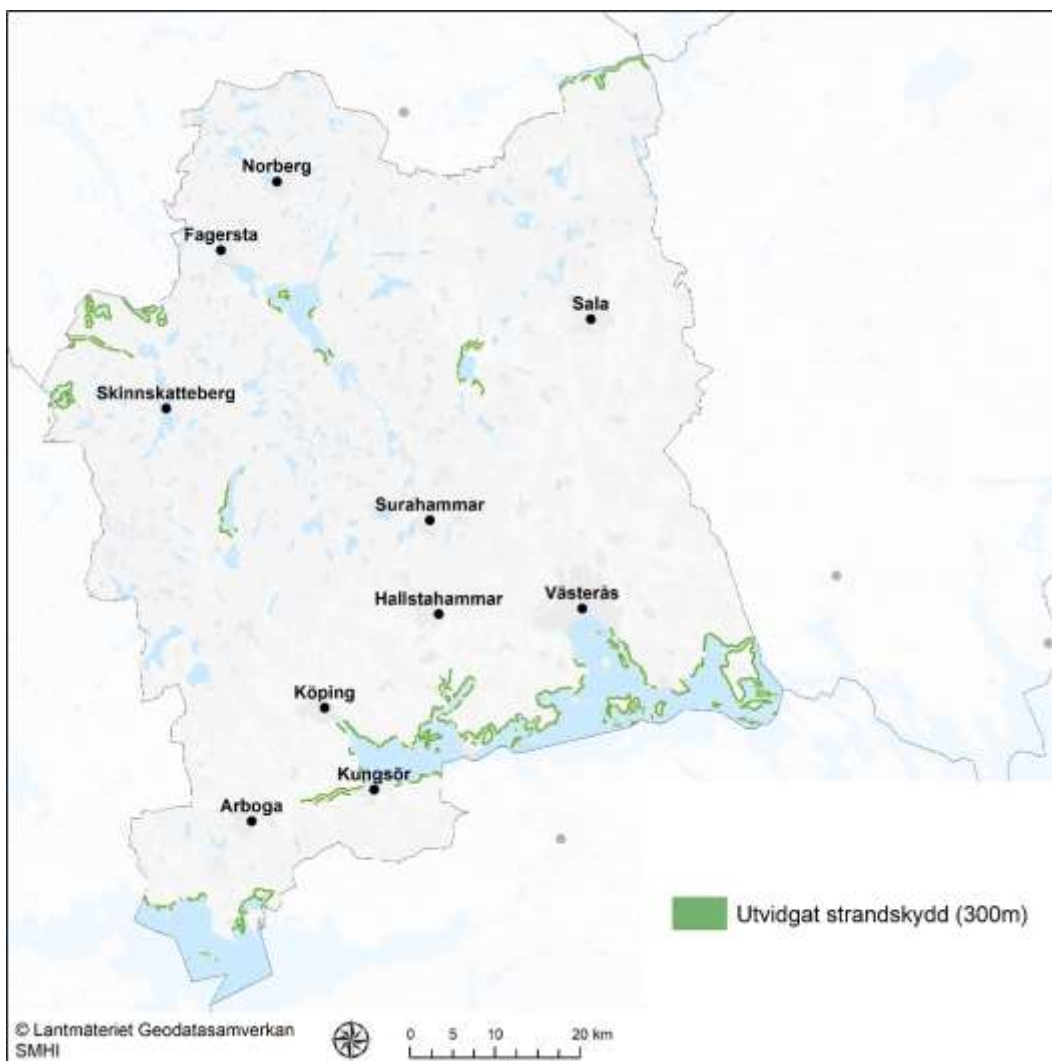 Norberg
Fagersta
Sala
Skinnskatteberg
Surahammar
Hallstahammar
Västerås
Köping
Kungsör
Arboga
Utvidgat strandskydd (300m)
© Lantmäteriet Geodatasamverkan
SMHI
0 5 10 20 km